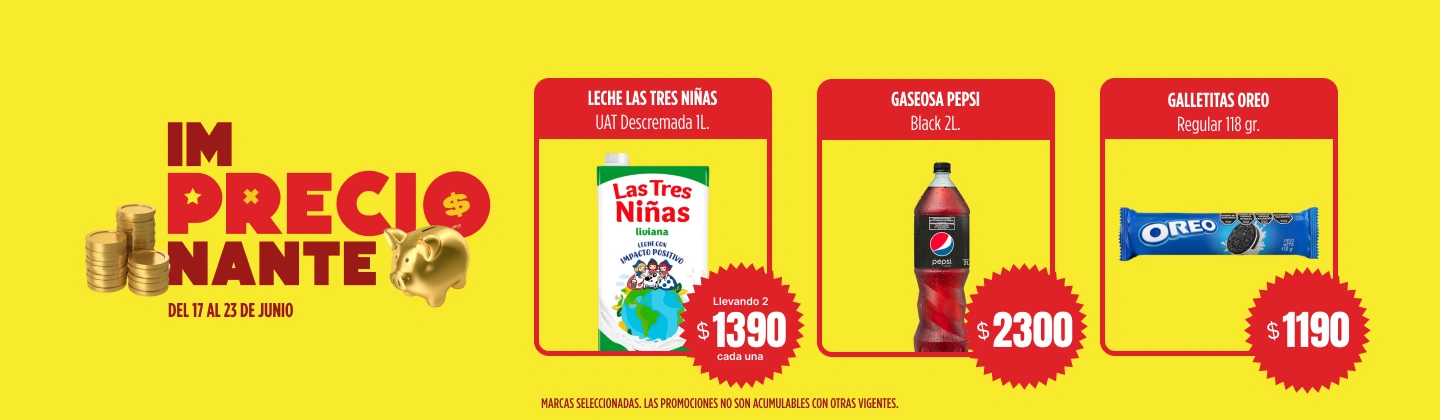 IM
PRECIO
NANTE
DEL 17 AL 23 DE JUNIO
LECHE LAS TRES NIÑAS
UAT Descremada 1L.
Las Tres
Niñas
liviana
LECHE CON
IMPACTO POSITIVO
Llevando 2
$1390
cada una
GASEOSA PEPSI
Black 2L.
pepsi
$2300
GALLETITAS OREO
Regular 118 gr.
OREO
$1190
MARCAS SELECCIONADAS. LAS PROMOCIONES NO SON ACUMULABLES CON OTRAS VIGENTES.